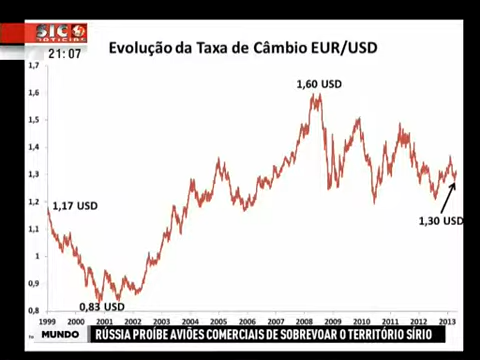 SIC
NOTÍCIAS
21:07
Evolução da Taxa de Câmbio EUR/USD
1,7
1,6
1,5
1,4
1,3
1,2
1,1
1
0,9
0,8
1,60 USD
1,17 USD
1,30 USD
0,83 USD
1999 2000 2001 2002 2003 2004 2005 2006 2007 2008 2009 2010 2011 2012 2013
MUNDO RÚSSIA PROÍBE AVIÕES COMERCIAIS DE SOBREVOAR O TERRITÓRIO SÍRIO